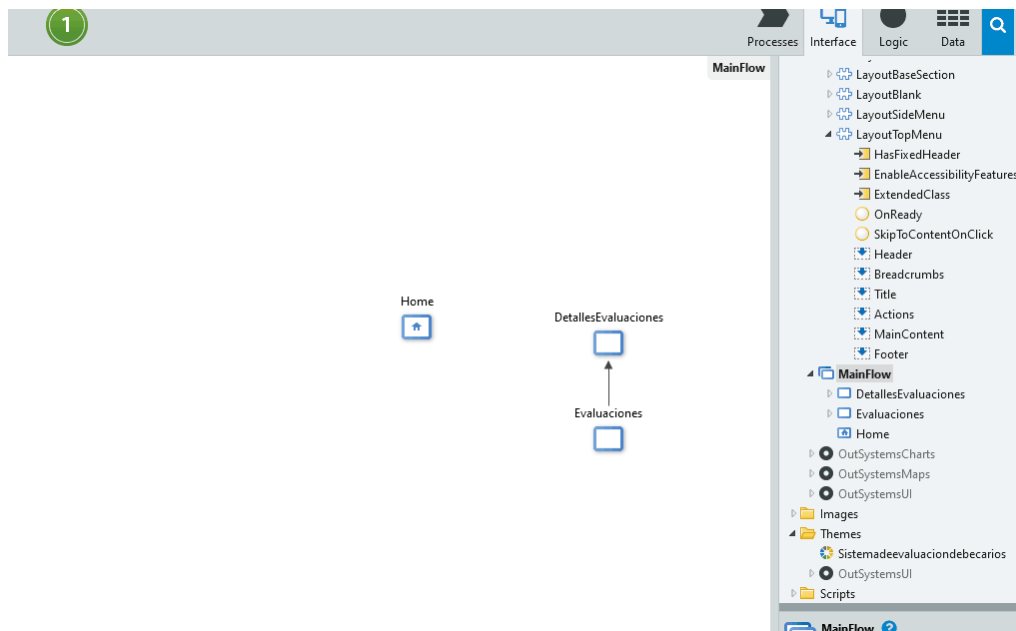 1
Processes
Interface
Logic
Data
MainFlow
LayoutBaseSection
LayoutBlank
LayoutSideMenu
LayoutTopMenu
HasFixedHeader
EnableAccessibilityFeatures
ExtendedClass
OnReady
SkipToContentOnClick
Header
Breadcrumbs
Title
Actions
MainContent
Footer
MainFlow
DetallesEvaluaciones
Evaluaciones
Home
OutSystemsCharts
OutSystemsMaps
OutSystemsUI
Images
Themes
Sistemadeevaluaciondebecarios
OutSystemsUI
Scripts
MainFlow ?
Home
DetallesEvaluaciones
Evaluaciones